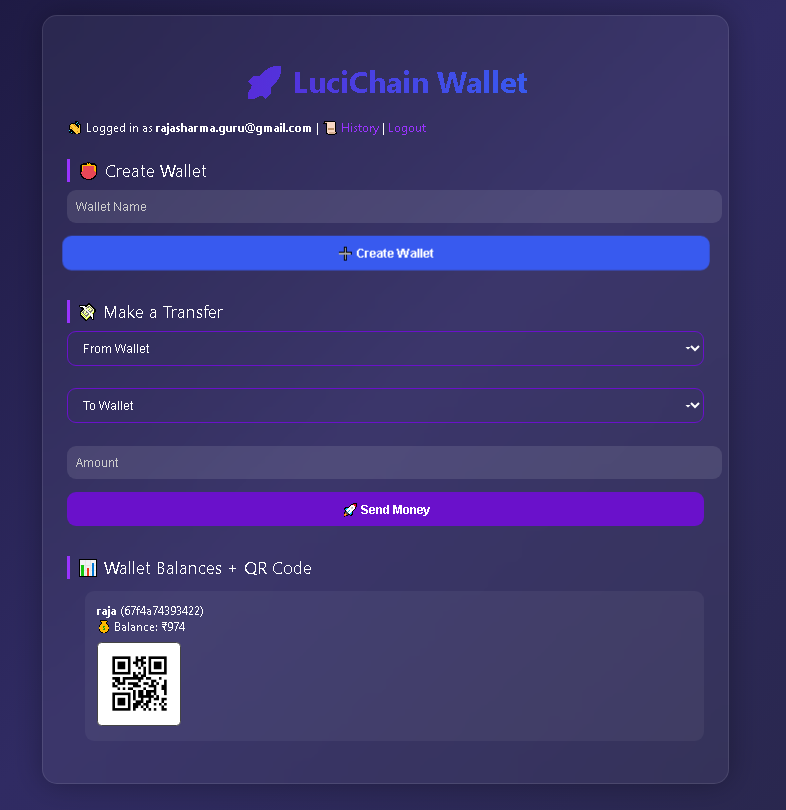 🚀 LuciChain Wallet
👋 Logged in as rajasharma.guru@gmail.com | 📜 History | Logout
👛 Create Wallet
Wallet Name
➕ Create Wallet
💸 Make a Transfer
From Wallet
To Wallet
Amount
🚀 Send Money
📊 Wallet Balances + QR Code
raja (67f4a74393422)
💰 Balance: ₹974